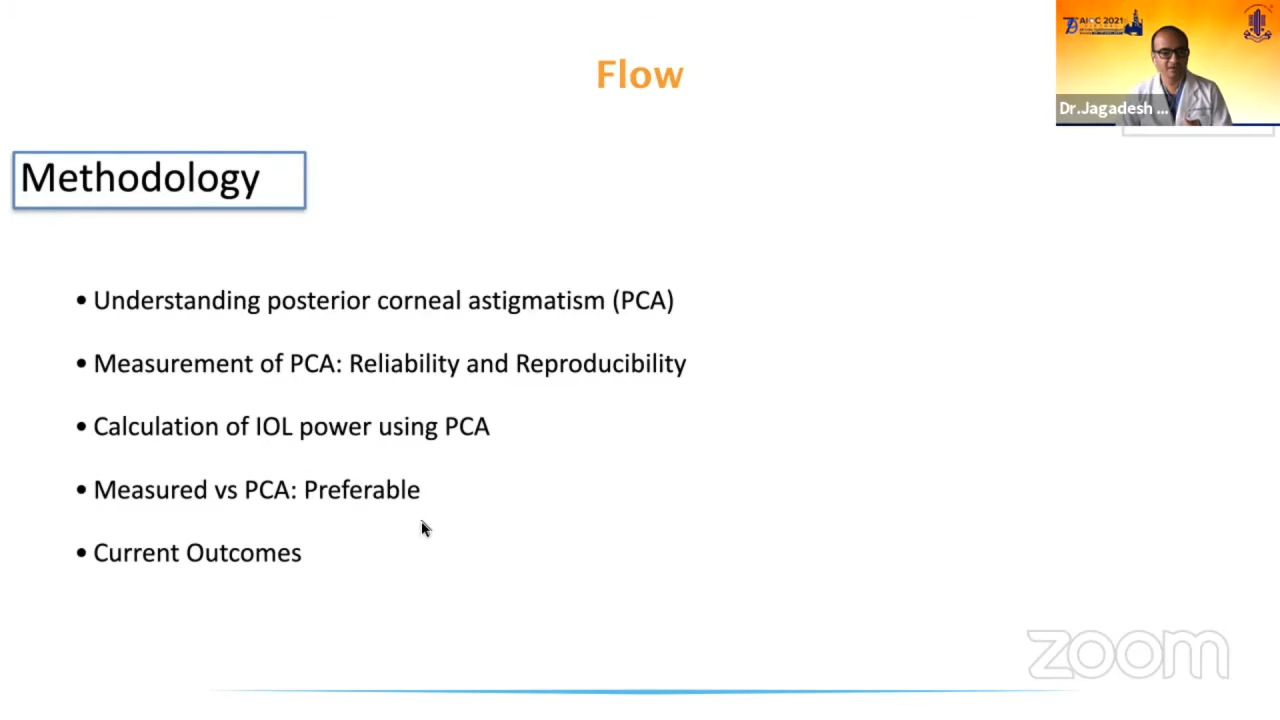 Flow
AIOC 2021
Dr.Jagadesh ...
Methodology
• Understanding posterior corneal astigmatism (PCA)
• Measurement of PCA: Reliability and Reproducibility
• Calculation of IOL power using PCA
• Measured vs PCA: Preferable
• Current Outcomes
zoom